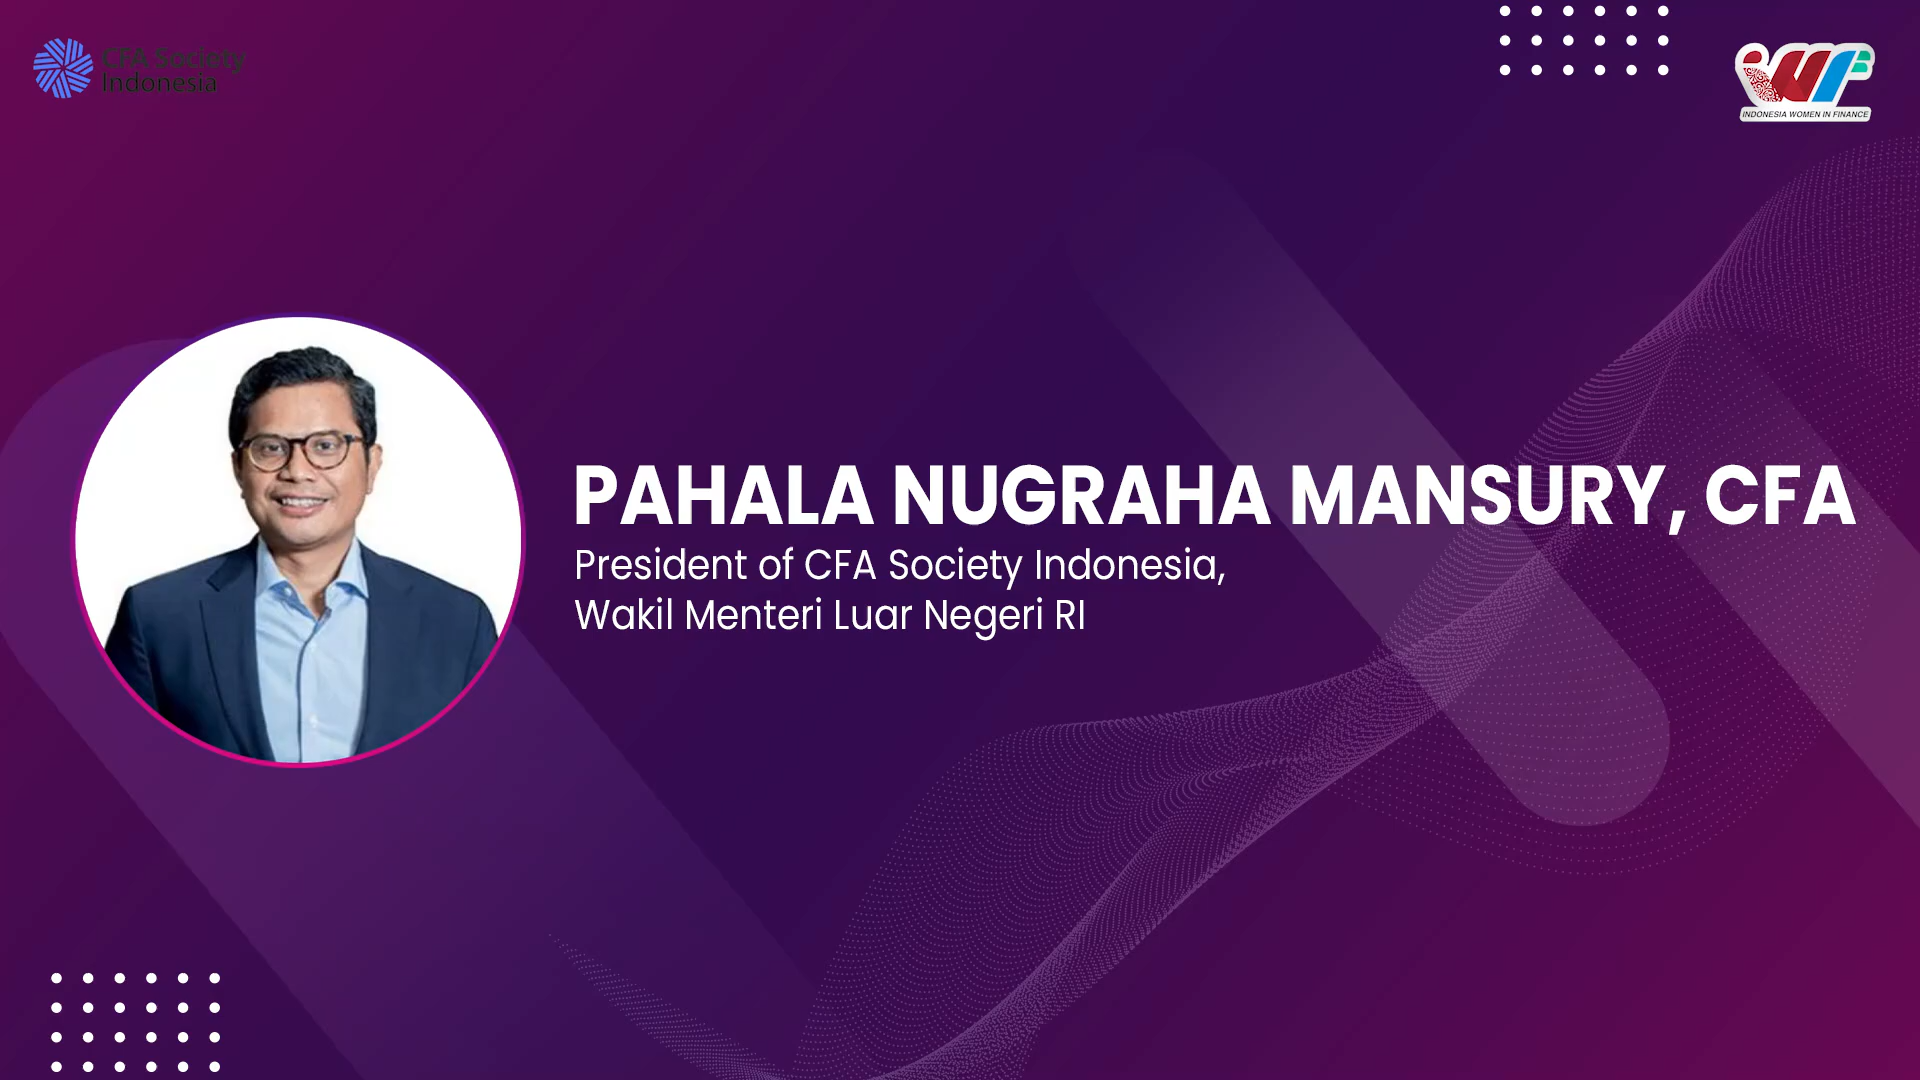 CFA Society
Indonesia
IWF
INDONESIA WOMEN IN FINANCE
PAHALA NUGRAHA MANSURY, CFA
President of CFA Society Indonesia,
Wakil Menteri Luar Negeri RI